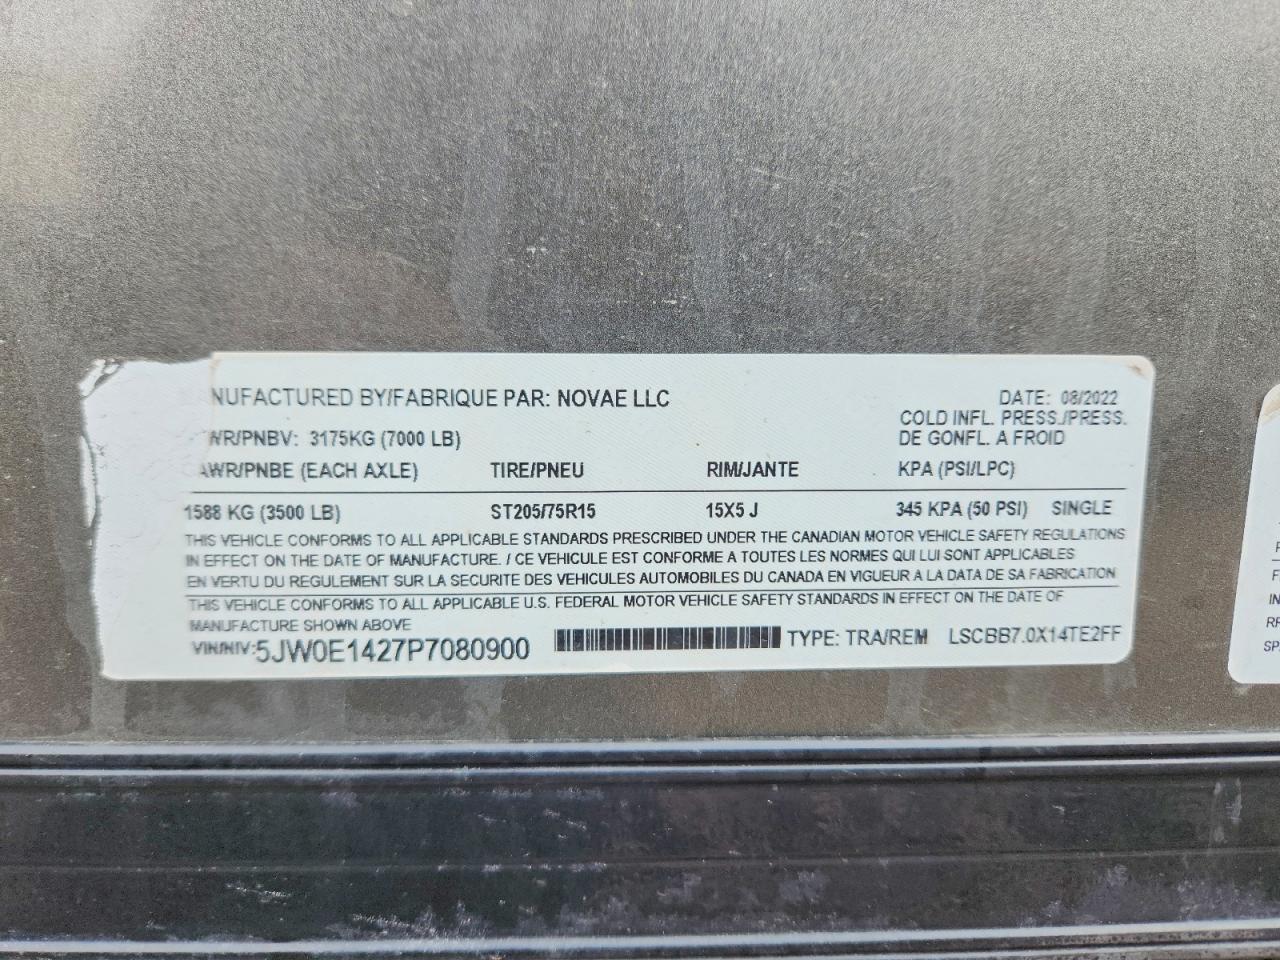 NUFACTURED BY/FABRIQUE PAR: NOVAE LLC
DATE: 08/2022
WR/PNBV: 3175KG (7000 LB)
COLD INFL. PRESS./PRESS.
DE GONFL. A FROID
AWR/PNBE (EACH AXLE) TIRE/PNEU RIM/JANTE KPA (PSI/LPC)
1588 KG (3500 LB) ST205/75R15 15X5 J 345 KPA (50 PSI) SINGLE
THIS VEHICLE CONFORMS TO ALL APPLICABLE STANDARDS PRESCRIBED UNDER THE CANADIAN MOTOR VEHICLE SAFETY REGULATIONS
IN EFFECT ON THE DATE OF MANUFACTURE. / CE VEHICULE EST CONFORME A TOUTES LES NORMES QUI LUI SONT APPLICABLES
EN VERTU DU REGULEMENT SUR LA SECURITE DES VEHICULES AUTOMOBILES DU CANADA EN VIGUEUR A LA DATA DE SA FABRICATION
THIS VEHICLE CONFORMS TO ALL APPLICABLE U.S. FEDERAL MOTOR VEHICLE SAFETY STANDARDS IN EFFECT ON THE DATE OF
MANUFACTURE SHOWN ABOVE
VIN/NIV: 5JW0E1427P7080900 TYPE: TRA/REM LSCBB7.0X14TE2FF